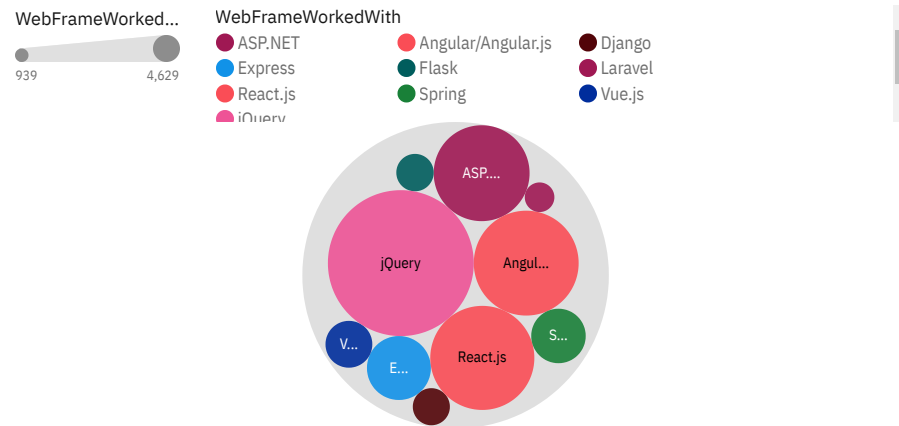 WebFrameWorked...
939 4,629
WebFrameWorkedWith
ASP.NET Angular/Angular.js Django
Express Flask Laravel
React.js Spring Vue.js
jQuery
ASP....
jQuery
Angul...
V...
E...
React.js
S...